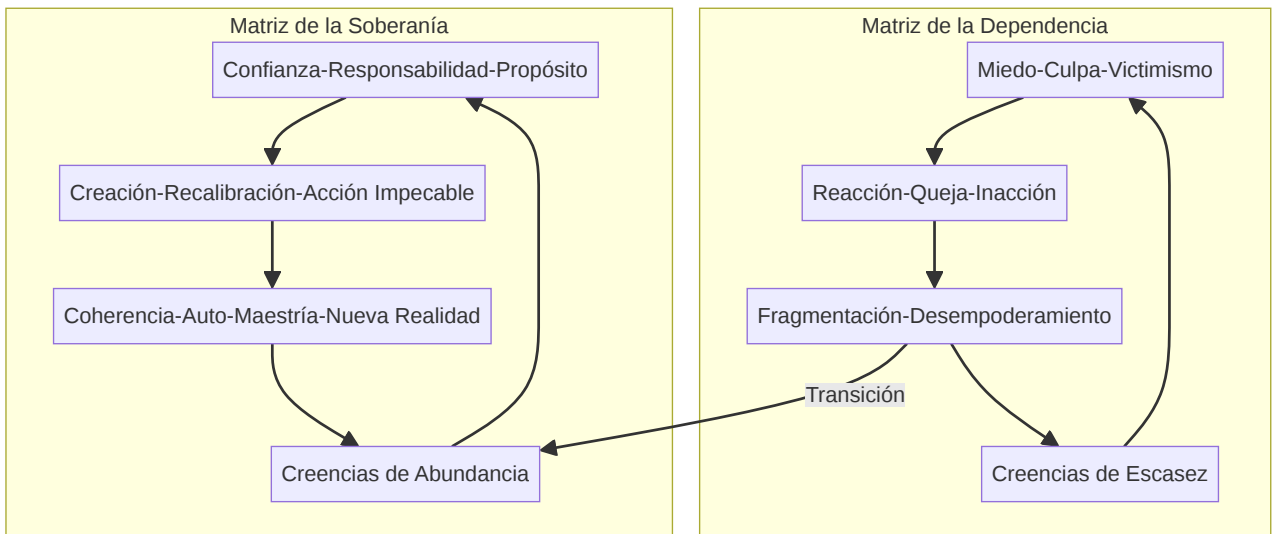 Matriz de la Soberanía
Confianza-Responsabilidad-Propósito
Creación-Recalibración-Acción Impecable
Coherencia-Auto-Maestría-Nueva Realidad
Creencias de Abundancia
Transición
Matriz de la Dependencia
Miedo-Culpa-Victimismo
Reacción-Queja-Inacción
Fragmentación-Desempoderamiento
Creencias de Escasez